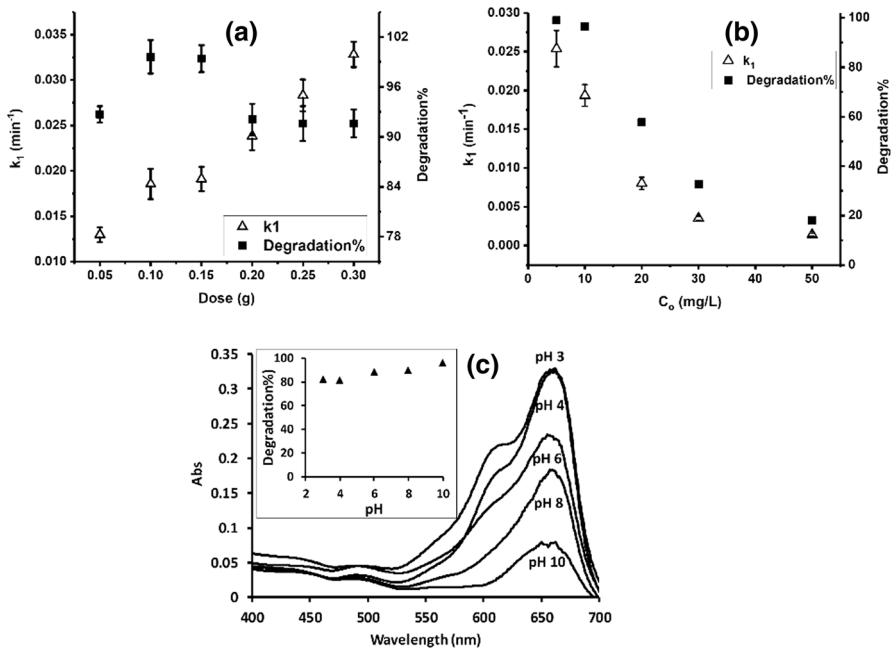 (a)
0.035
0.030
0.025
0.020
0.015
0.010
k₁ (min⁻¹)
102
96
90
84
78
Degradation%
k1
Degradation%
0.05 0.10 0.15 0.20 0.25 0.30
Dose (g)
(b)
0.030
0.025
0.020
0.015
0.010
0.005
0.000
k₁ (min⁻¹)
100
80
60
40
20
0
Degradation%
k₁
Degradation%
0 10 20 30 40 50
Cₒ (mg/L)
(c)
0.35
0.3
0.25
0.2
0.15
0.1
0.05
0
Abs
100
80
60
40
20
0
Degradation%)
2 4 6 8 10
pH
pH 3
pH 4
pH 6
pH 8
pH 10
400 450 500 550 600 650 700
Wavelength (nm)